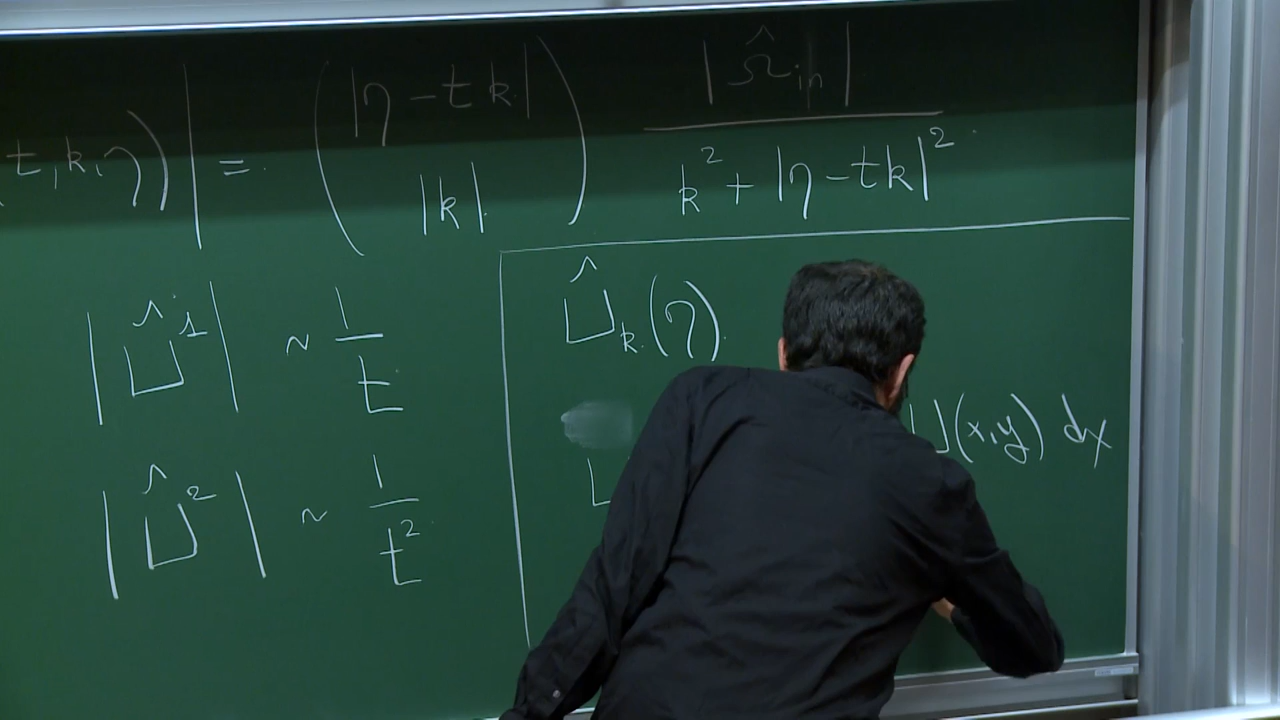 t, k, η)| = ( |η - tk| |k| ) |Ω̂_in| / (k² + |η - tk|²)
|Û¹| ~ 1/t
|Û²| ~ 1/t²
Û_k(η)
U(x,y) dx